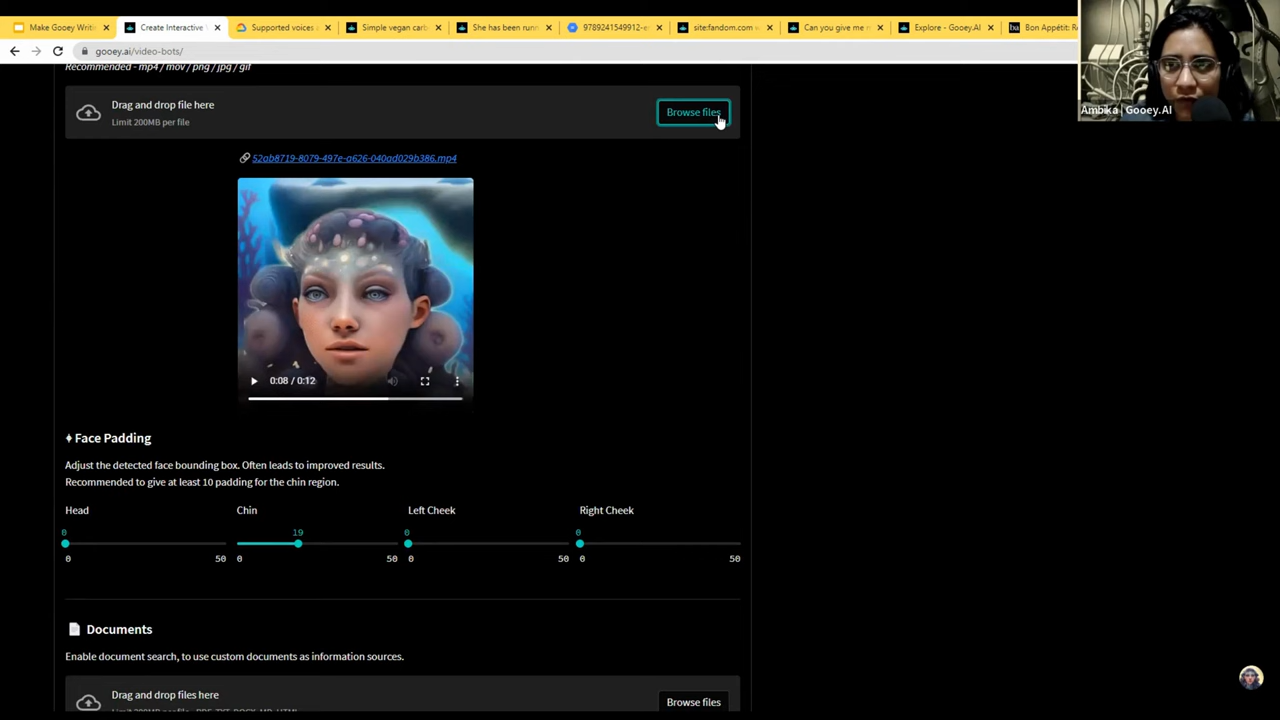 Make Gooey Writi
Create Interactive
Supported voices a
Simple vegan carb
She has been runn
9789241549912-e
site:fandom.com w
Can you give me
Explore - Gooey.AI
Bon Appétit: R
gooey.ai/video-bots/
Recommended - mp4 / mov / png / jpg / gif
Drag and drop file here
Limit 200MB per file
Browse files
52ab8719-8079-497e-a626-040ad029b386.mp4
0:08 / 0:12
Face Padding
Adjust the detected face bounding box. Often leads to improved results.
Recommended to give at least 10 padding for the chin region.
Head
Chin
Left Cheek
Right Cheek
0
19
0
0
0 50
0 50
0 50
0 50
Documents
Enable document search, to use custom documents as information sources.
Drag and drop files here
Browse files
Ambika | Gooey.AI